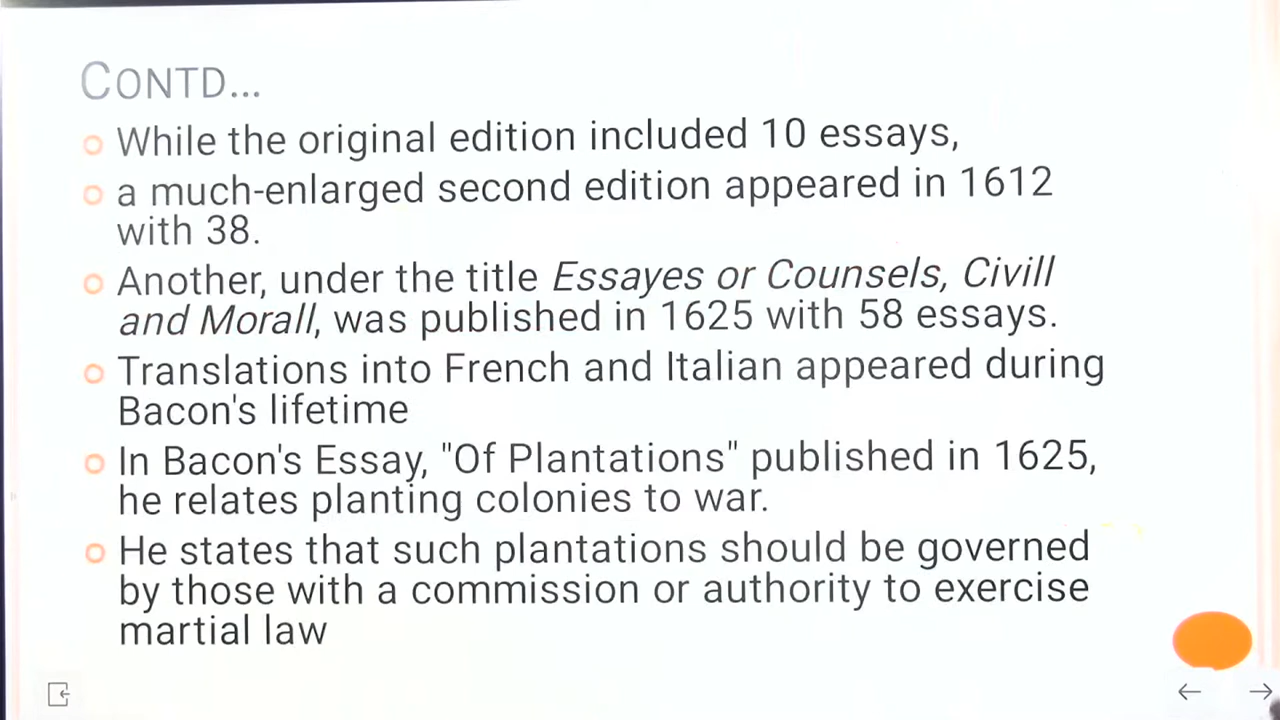 CONTD...
While the original edition included 10 essays,
a much-enlarged second edition appeared in 1612
with 38.
Another, under the title Essayes or Counsels, Civill
and Morall, was published in 1625 with 58 essays.
Translations into French and Italian appeared during
Bacon's lifetime
In Bacon's Essay, "Of Plantations" published in 1625,
he relates planting colonies to war.
He states that such plantations should be governed
by those with a commission or authority to exercise
martial law